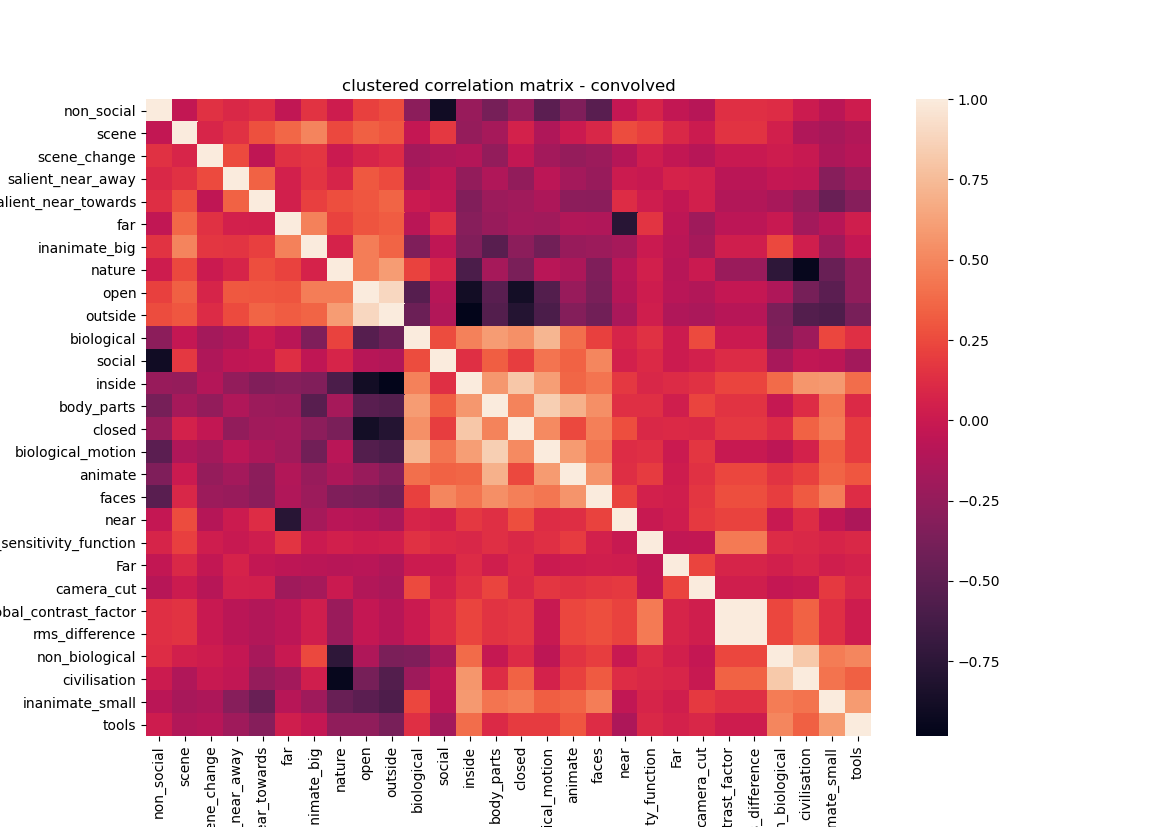 clustered correlation matrix - convolved
non_social
scene
scene_change
salient_near_away
alient_near_towards
far
inanimate_big
nature
open
outside
biological
social
inside
body_parts
closed
biological_motion
animate
faces
near
_sensitivity_function
Far
camera_cut
obal_contrast_factor
rms_difference
non_biological
civilisation
inanimate_small
tools
non_social
scene
ene_change
_near_away
ear_towards
far
nimate_big
nature
open
outside
biological
social
inside
body_parts
closed
ical_motion
animate
faces
near
ty_function
Far
camera_cut
trast_factor
_difference
n_biological
civilisation
mate_small
tools
1.00
0.75
0.50
0.25
0.00
−0.25
−0.50
−0.75